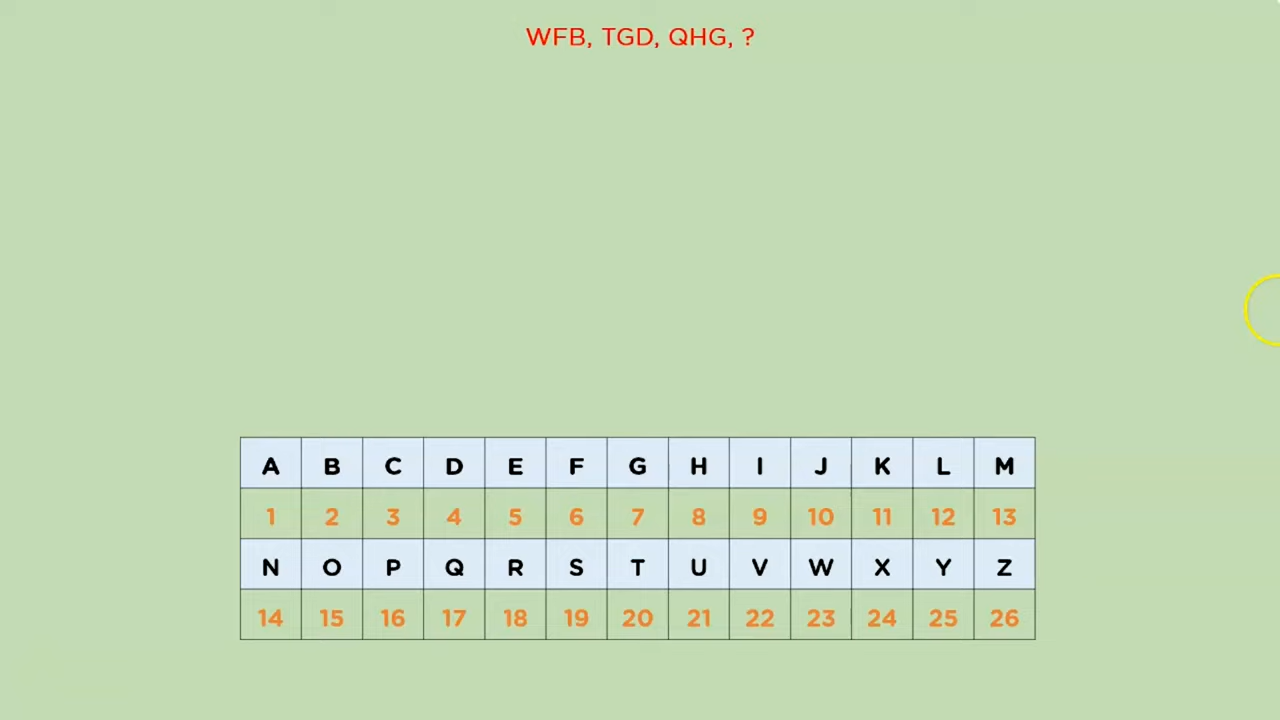 WFB, TGD, QHG, ?
A B C D E F G H I J K L M
1 2 3 4 5 6 7 8 9 10 11 12 13
N O P Q R S T U V W X Y Z
14 15 16 17 18 19 20 21 22 23 24 25 26